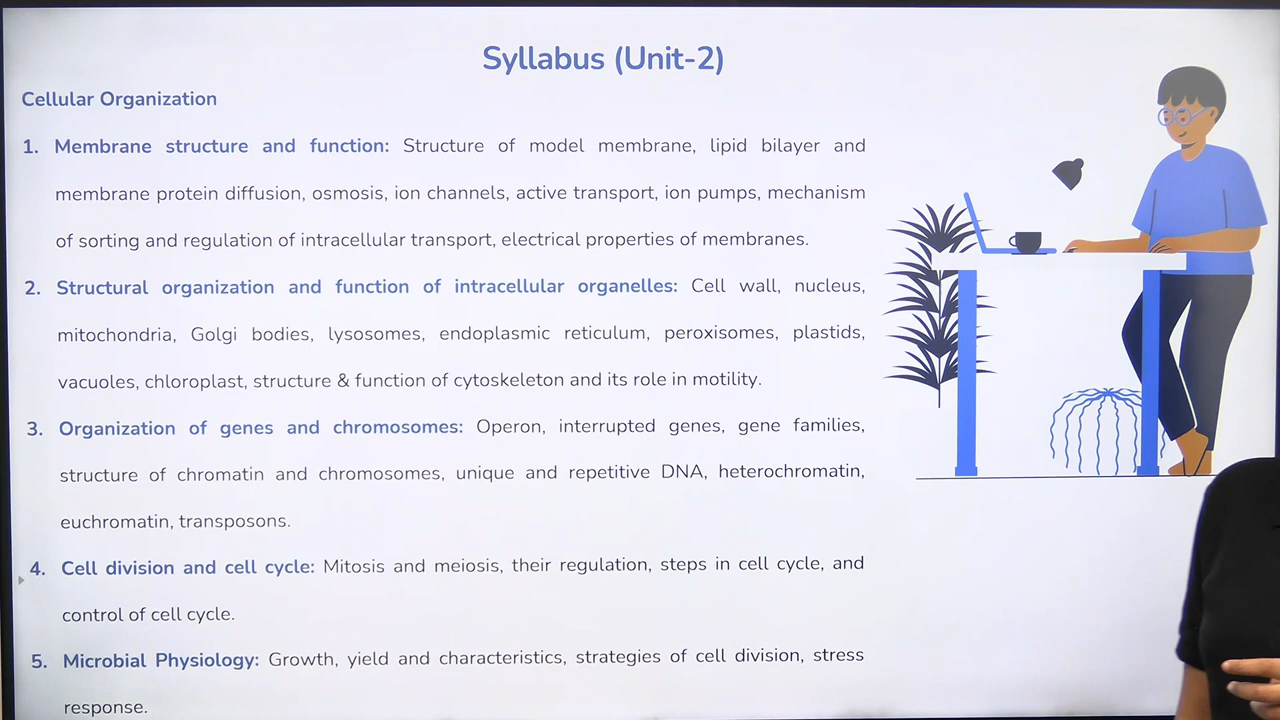 Syllabus (Unit-2)
Cellular Organization
1. Membrane structure and function: Structure of model membrane, lipid bilayer and
membrane protein diffusion, osmosis, ion channels, active transport, ion pumps, mechanism
of sorting and regulation of intracellular transport, electrical properties of membranes.
2. Structural organization and function of intracellular organelles: Cell wall, nucleus,
mitochondria, Golgi bodies, lysosomes, endoplasmic reticulum, peroxisomes, plastids,
vacuoles, chloroplast, structure & function of cytoskeleton and its role in motility.
3. Organization of genes and chromosomes: Operon, interrupted genes, gene families,
structure of chromatin and chromosomes, unique and repetitive DNA, heterochromatin,
euchromatin, transposons.
4. Cell division and cell cycle: Mitosis and meiosis, their regulation, steps in cell cycle, and
control of cell cycle.
5. Microbial Physiology: Growth, yield and characteristics, strategies of cell division, stress
response.